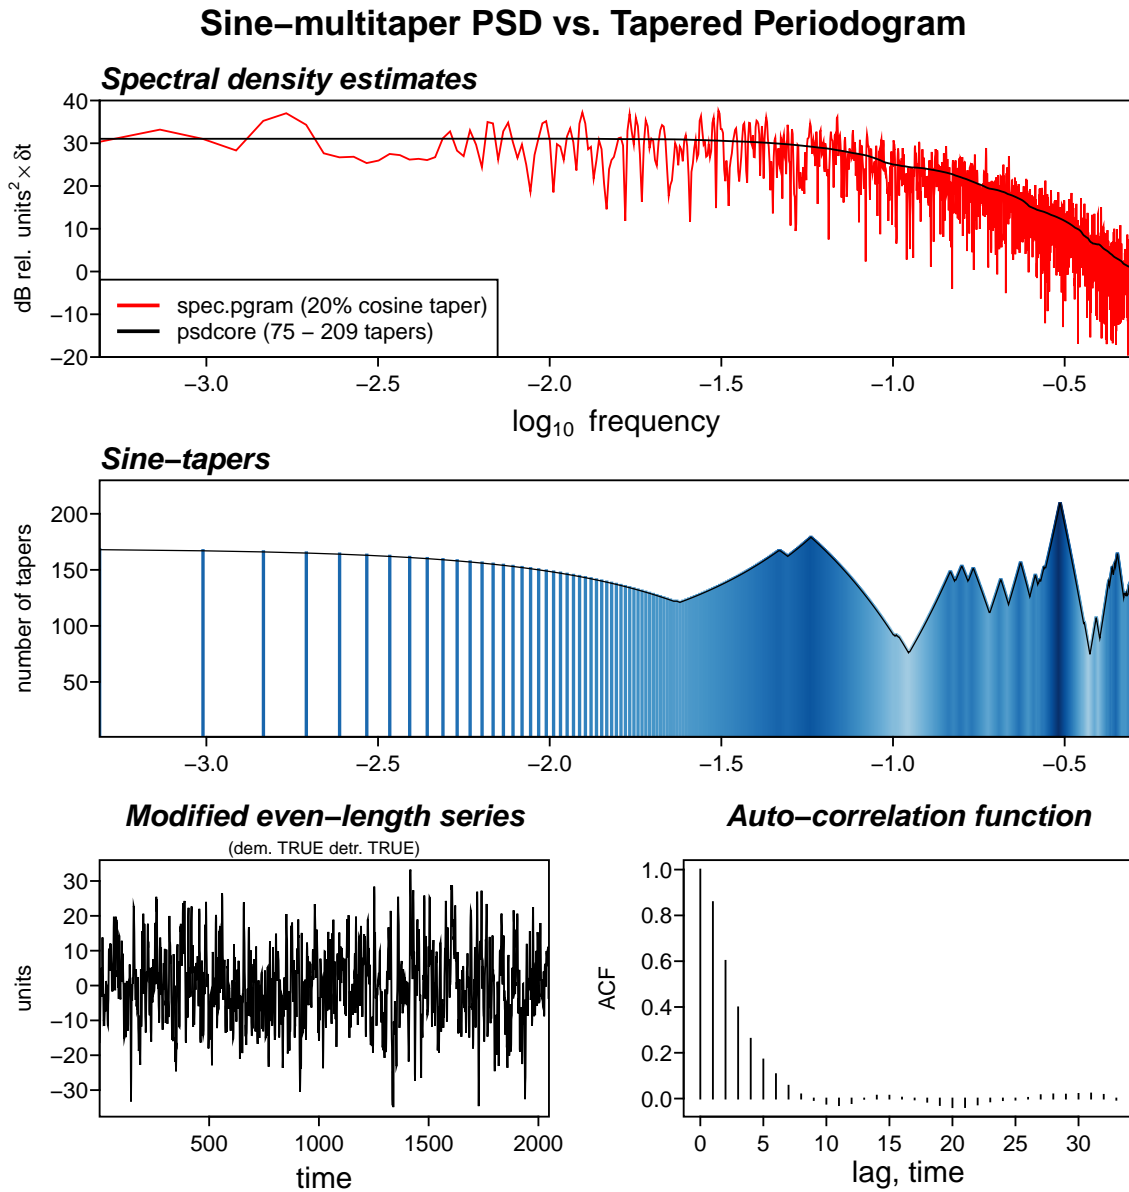 Sine−multitaper PSD vs. Tapered Periodogram
Spectral density estimates
dB rel. units² × δt
40
30
20
10
0
−10
−20
spec.pgram (20% cosine taper)
psdcore (75 − 209 tapers)
−3.0 −2.5 −2.0 −1.5 −1.0 −0.5
log₁₀ frequency
Sine−tapers
number of tapers
200
150
100
50
−3.0 −2.5 −2.0 −1.5 −1.0 −0.5
Modified even−length series
(dem. TRUE detr. TRUE)
units
30
20
10
0
−10
−20
−30
500 1000 1500 2000
time
Auto−correlation function
ACF
1.0
0.8
0.6
0.4
0.2
0.0
0 5 10 15 20 25 30
lag, time